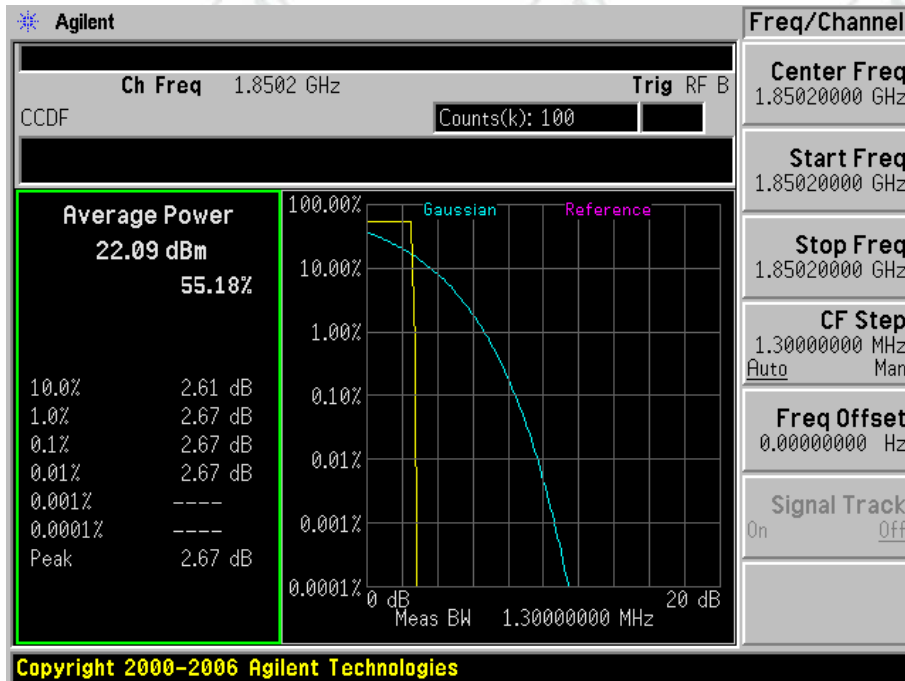 Agilent
Freq/Channel
Ch Freq 1.8502 GHz Trig RF B
CCDF Counts(k): 100
Average Power
22.09 dBm
55.18%
10.0% 2.61 dB
1.0% 2.67 dB
0.1% 2.67 dB
0.01% 2.67 dB
0.001% ----
0.0001% ----
Peak 2.67 dB
Gaussian Reference
100.00%
10.00%
1.00%
0.10%
0.01%
0.001%
0.0001%
0 dB 20 dB
Meas BW 1.30000000 MHz
Center Freq
1.85020000 GHz
Start Freq
1.85020000 GHz
Stop Freq
1.85020000 GHz
CF Step
1.30000000 MHz
Auto Man
Freq Offset
0.00000000 Hz
Signal Track
On Off
Copyright 2000-2006 Agilent Technologies